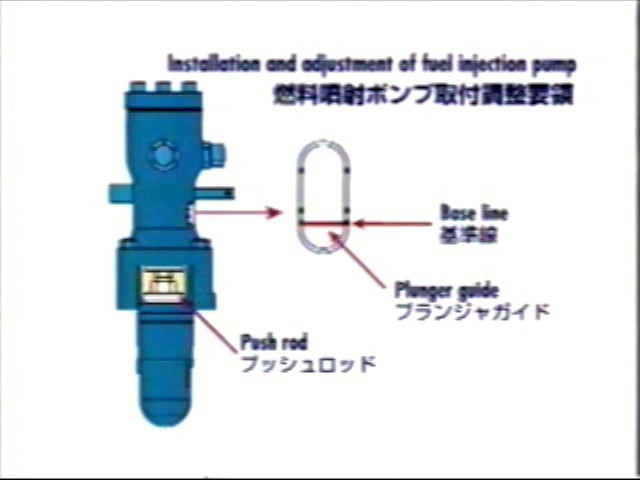 Installation and adjustment of fuel injection pump
燃料噴射ポンプ取付調整要領
Base line
基準線
Plunger guide
プランジャガイド
Push rod
プッシュロッド